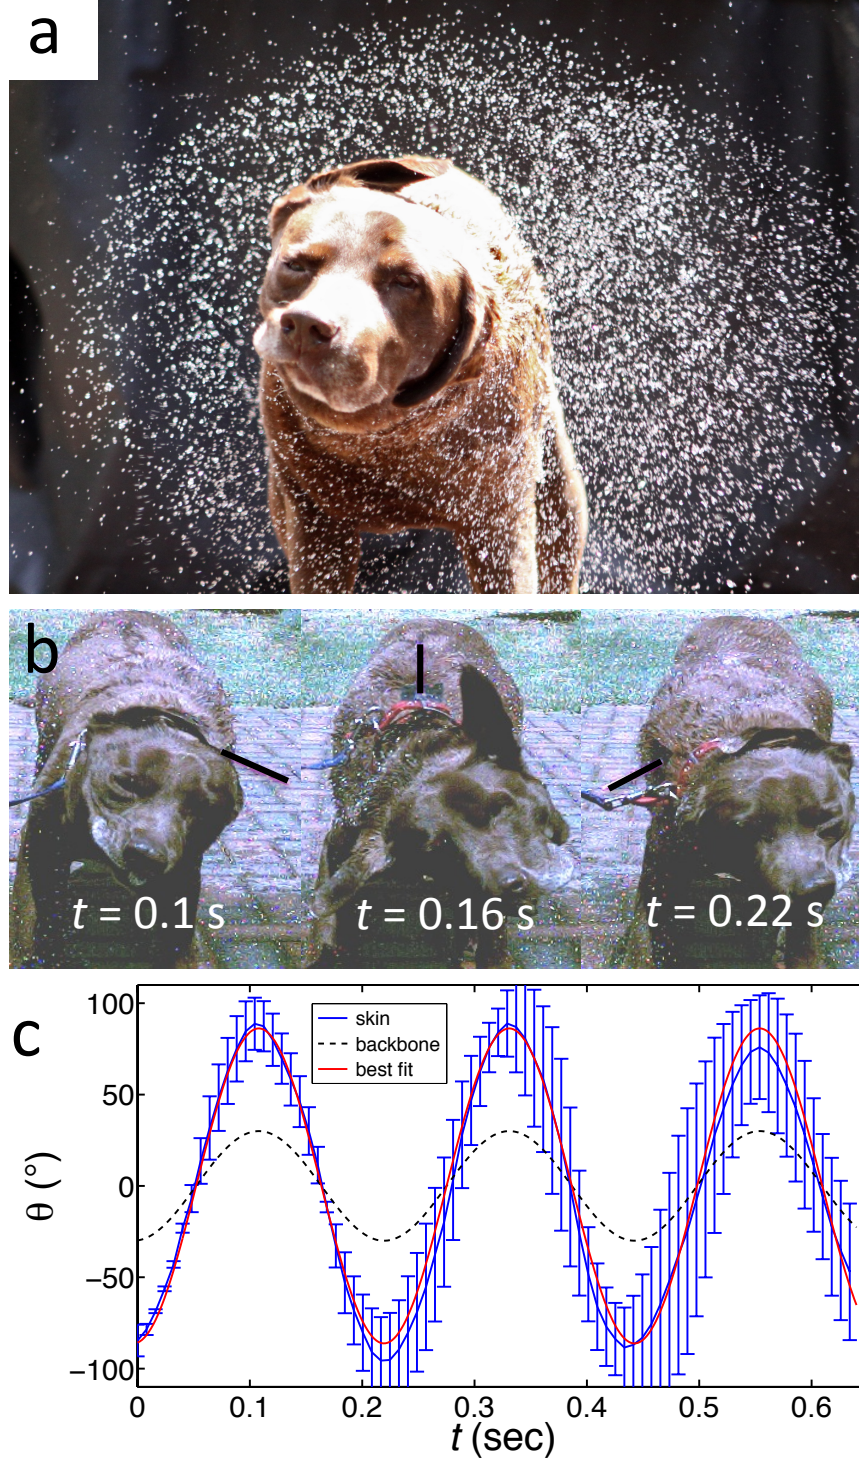 a
b
t = 0.1 s
t = 0.16 s
t = 0.22 s
c
100
50
0
−50
−100
θ (°)
skin
backbone
best fit
0
0.1
0.2
0.3
0.4
0.5
0.6
t (sec)